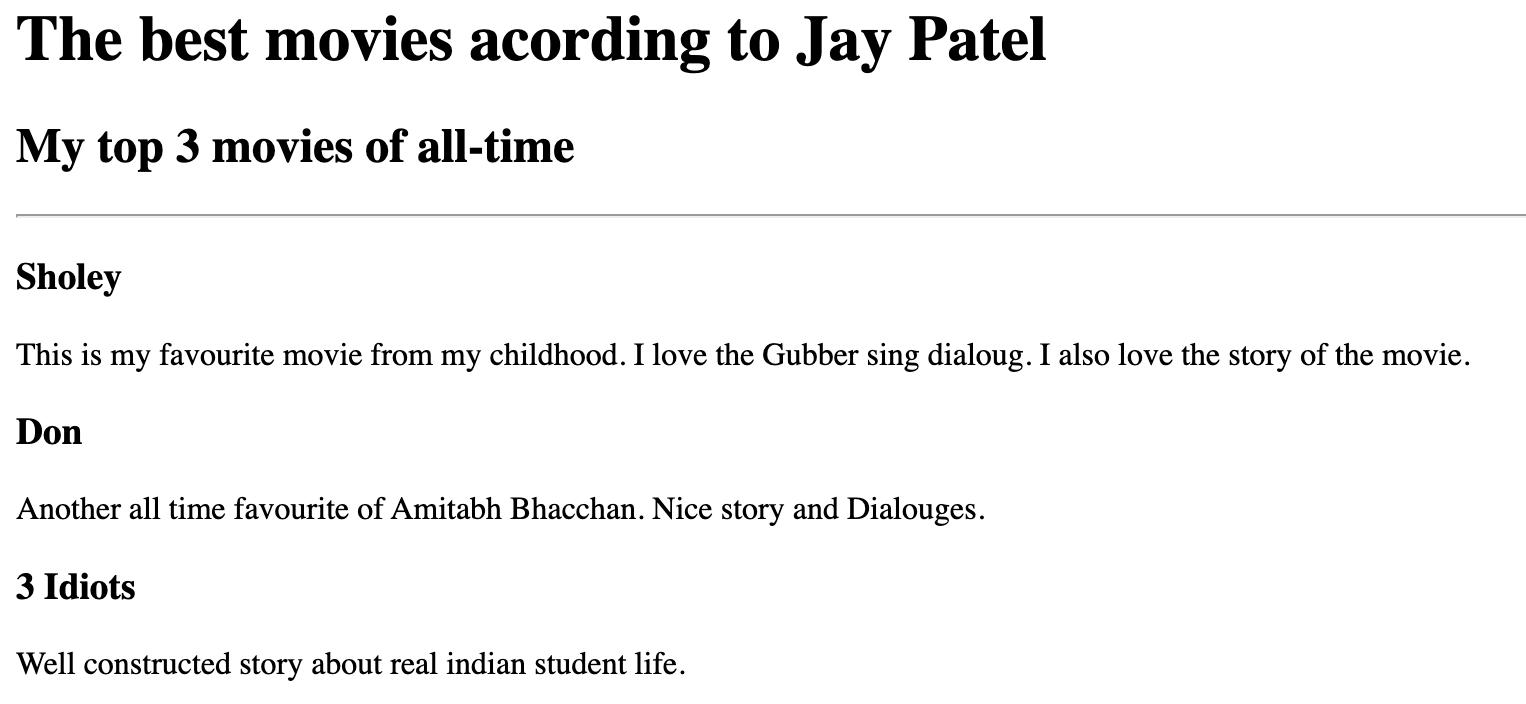 The best movies acording to Jay Patel
My top 3 movies of all-time
Sholey
This is my favourite movie from my childhood. I love the Gubber sing dialoug. I also love the story of the movie.
Don
Another all time favourite of Amitabh Bhacchan. Nice story and Dialouges.
3 Idiots
Well constructed story about real indian student life.